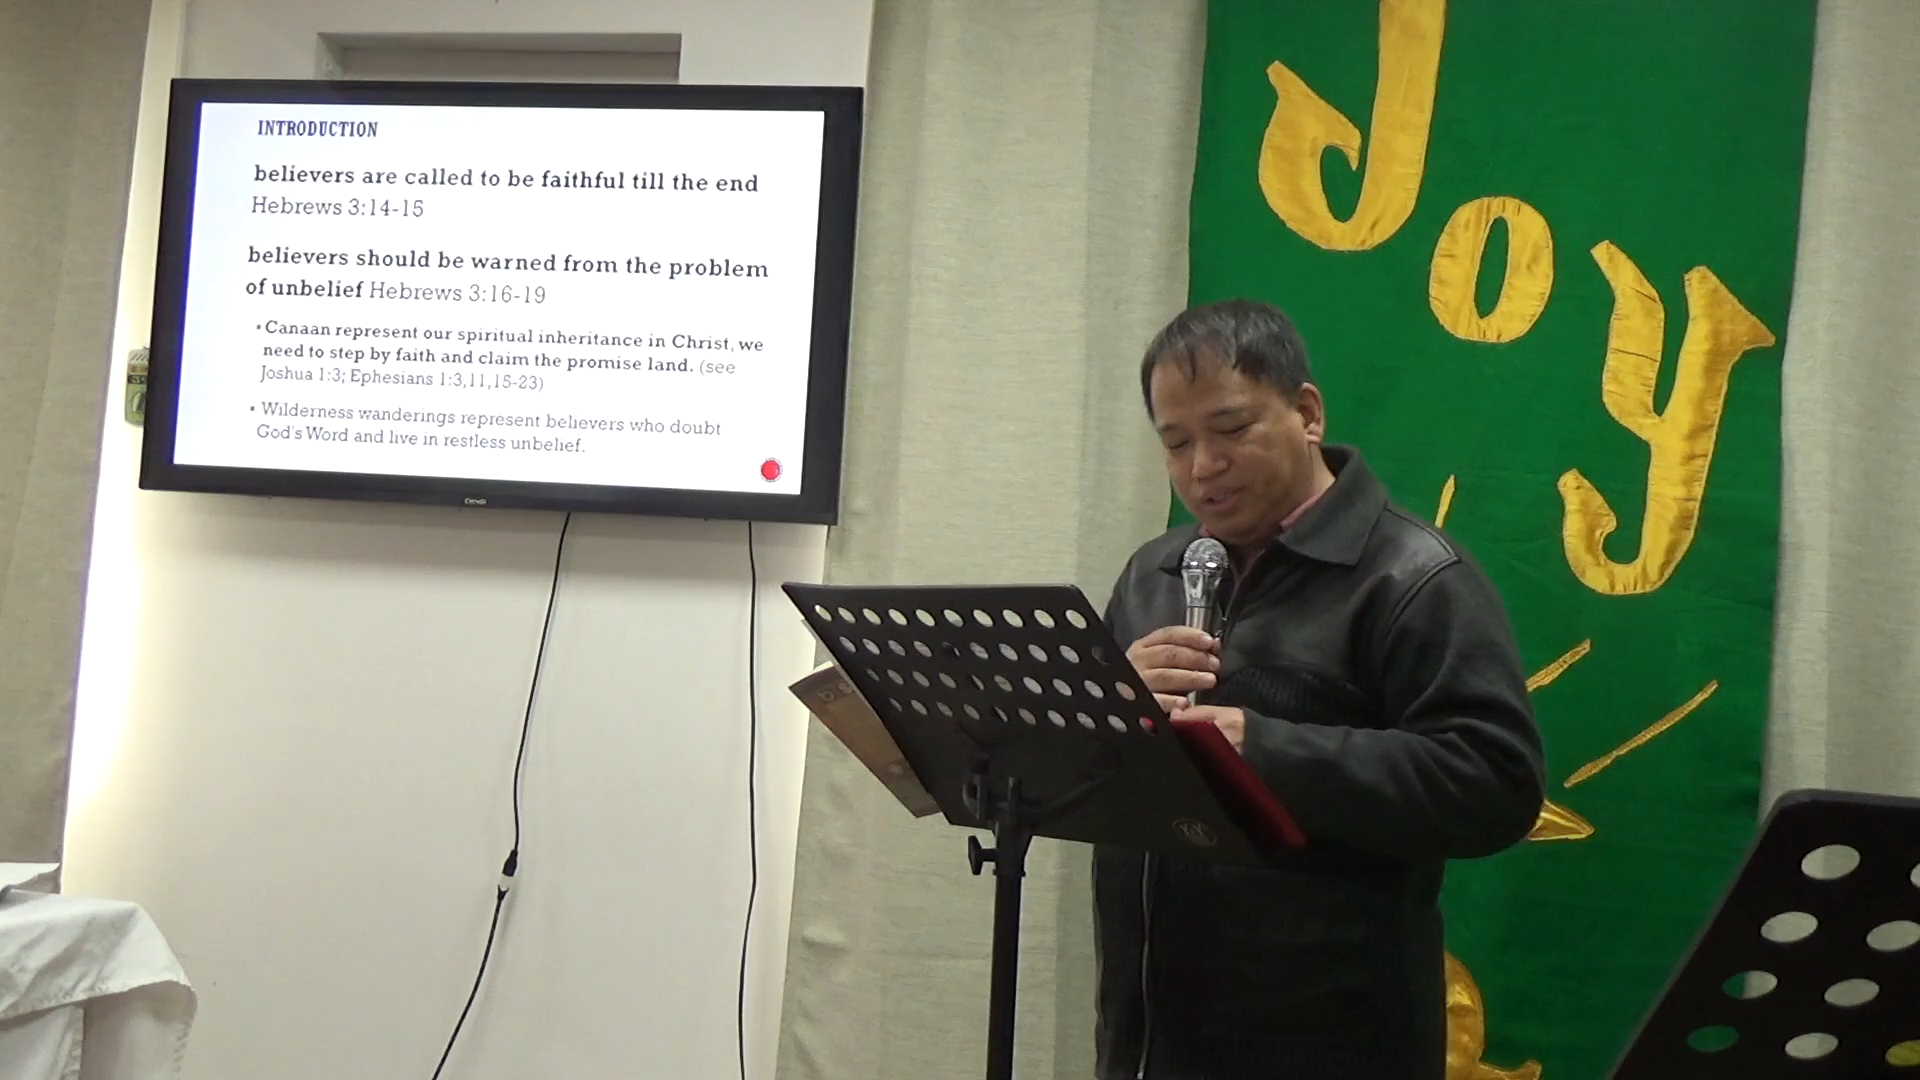 INTRODUCTION
believers are called to be faithful till the end
Hebrews 3:14-15
believers should be warned from the problem
of unbelief Hebrews 3:16-19
• Canaan represent our spiritual inheritance in Christ, we
need to step by faith and claim the promise land. (see
Joshua 1:3; Ephesians 1:3,11,15-23)
• Wilderness wanderings represent believers who doubt
God's Word and live in restless unbelief.
Joy